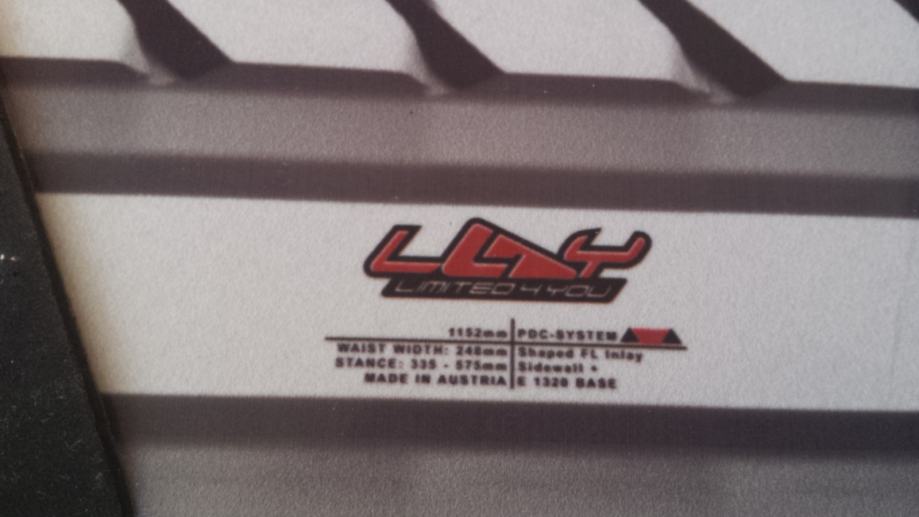 L4Y
LIMITED 4 YOU
1152mm
WAIST WIDTH: 248mm
STANCE: 335 - 575mm
MADE IN AUSTRIA
PDC-SYSTEM
Shaped FL Inlay
Sidewall +
E 1320 BASE